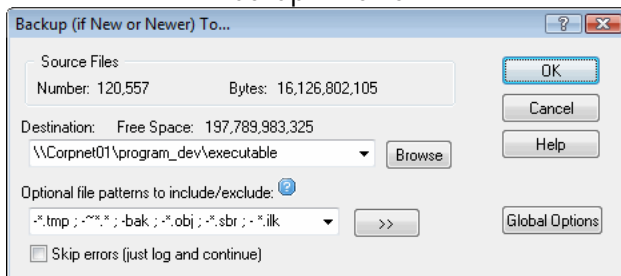 Backup (if New or Newer) To...
Source Files
Number: 120,557 Bytes: 16,126,802,105
OK
Cancel
Destination: Free Space: 197,789,983,325
Help
\\Corpnet01\program_dev\executable
Browse
Optional file patterns to include/exclude:
-*.tmp ; -~*.* ; -bak ; -*.obj ; -*.sbr ; - *.ilk
>>
Global Options
Skip errors (just log and continue)